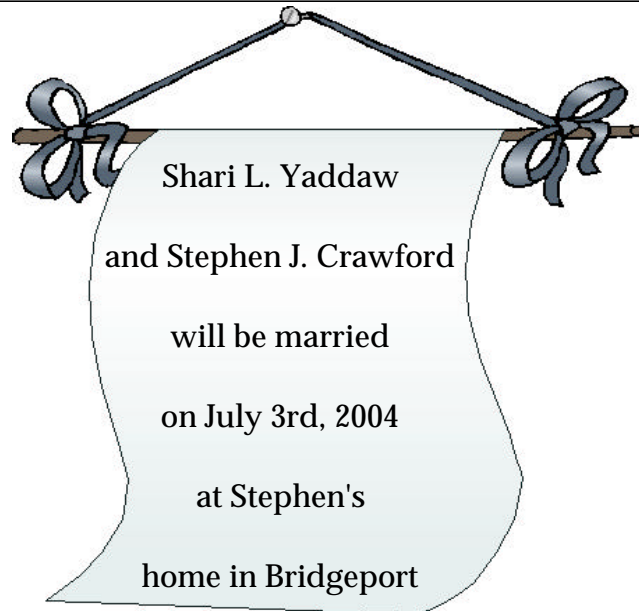 Shari L. Yaddaw
and Stephen J. Crawford
will be married
on July 3rd, 2004
at Stephen's
home in Bridgeport